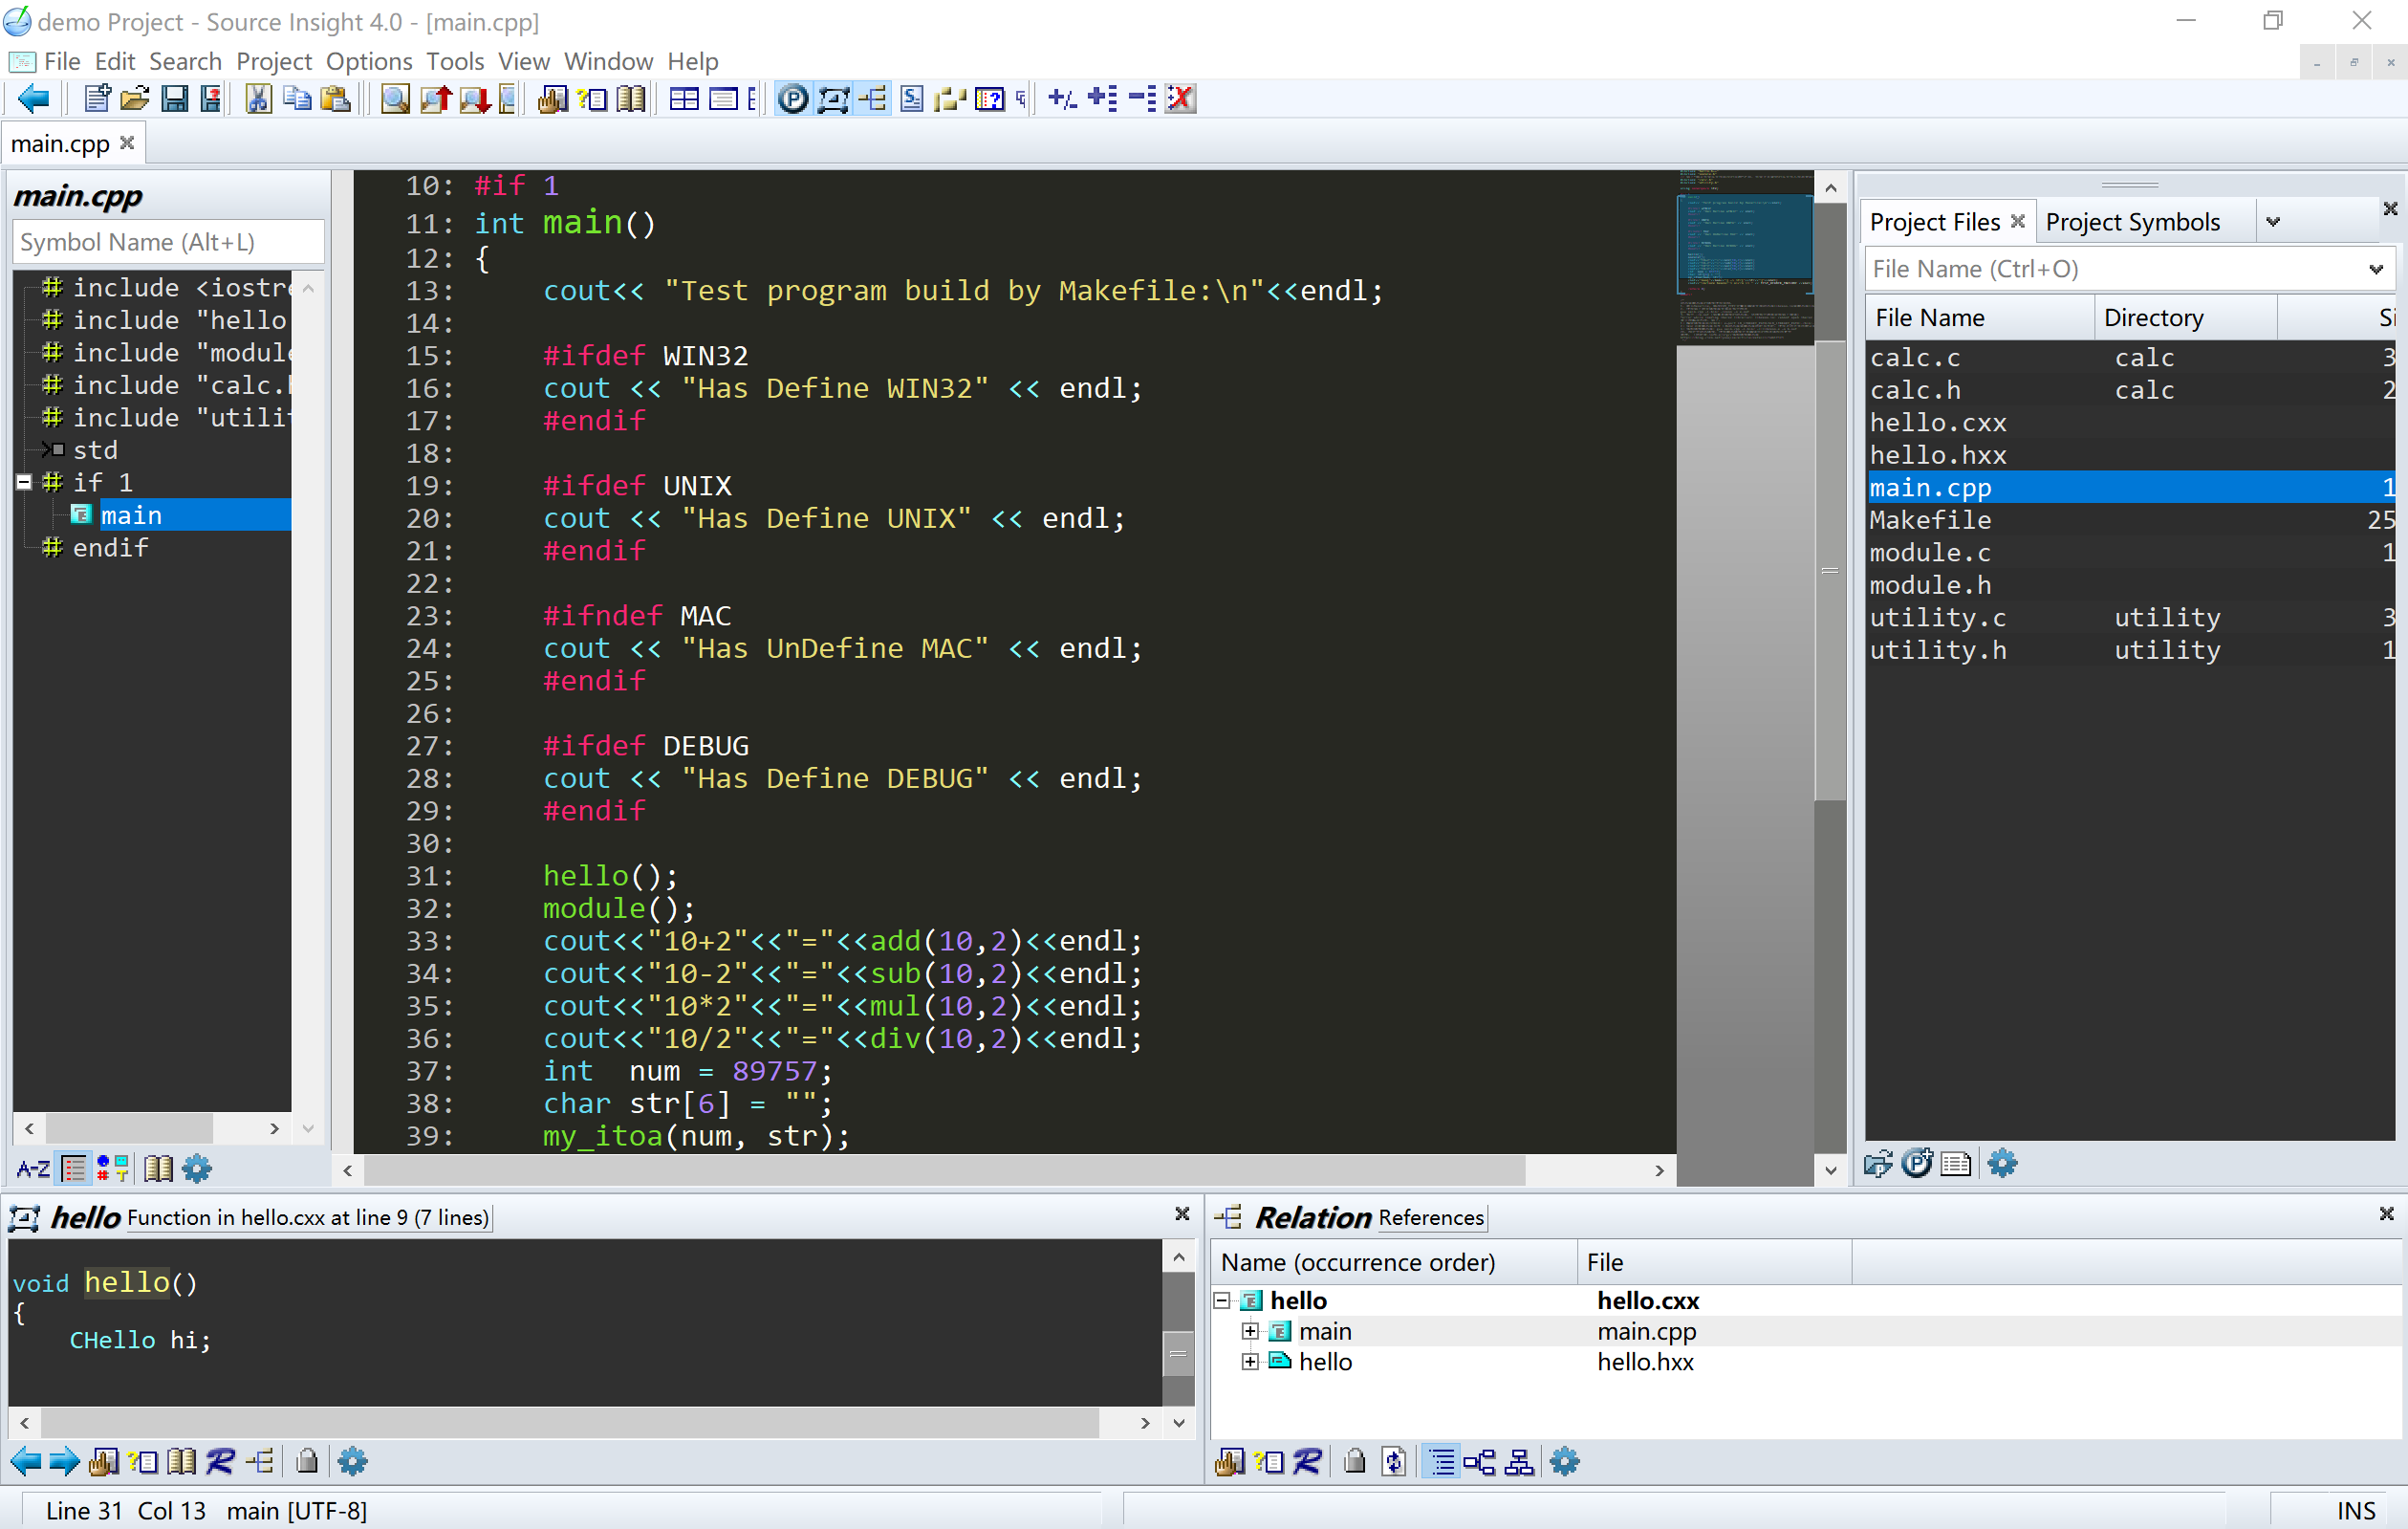 demo Project - Source Insight 4.0 - [main.cpp]
File Edit Search Project Options Tools View Window Help
main.cpp
main.cpp
Symbol Name (Alt+L)
include <iostre
include "hello
include "module
include "calc.h
include "utilit
std
if 1
main
endif
A-Z
10: #if 1
11: int main()
12: {
13:     cout<< "Test program build by Makefile:\n"<<endl;
14:
15:     #ifdef WIN32
16:     cout << "Has Define WIN32" << endl;
17:     #endif
18:
19:     #ifdef UNIX
20:     cout << "Has Define UNIX" << endl;
21:     #endif
22:
23:     #ifndef MAC
24:     cout << "Has UnDefine MAC" << endl;
25:     #endif
26:
27:     #ifdef DEBUG
28:     cout << "Has Define DEBUG" << endl;
29:     #endif
30:
31:     hello();
32:     module();
33:     cout<<"10+2"<<"="<<add(10,2)<<endl;
34:     cout<<"10-2"<<"="<<sub(10,2)<<endl;
35:     cout<<"10*2"<<"="<<mul(10,2)<<endl;
36:     cout<<"10/2"<<"="<<div(10,2)<<endl;
37:     int  num = 89757;
38:     char str[6] = "";
39:     my_itoa(num, str);
Project Files Project Symbols
File Name (Ctrl+O)
File Name Directory Si
calc.c calc 3
calc.h calc 2
hello.cxx
hello.hxx
main.cpp 1
Makefile 25
module.c 1
module.h
utility.c utility 3
utility.h utility 1
hello Function in hello.cxx at line 9 (7 lines)
void hello()
{
    CHello hi;
Relation References
Name (occurrence order) File
hello hello.cxx
main main.cpp
hello hello.hxx
Line 31 Col 13 main [UTF-8]
INS